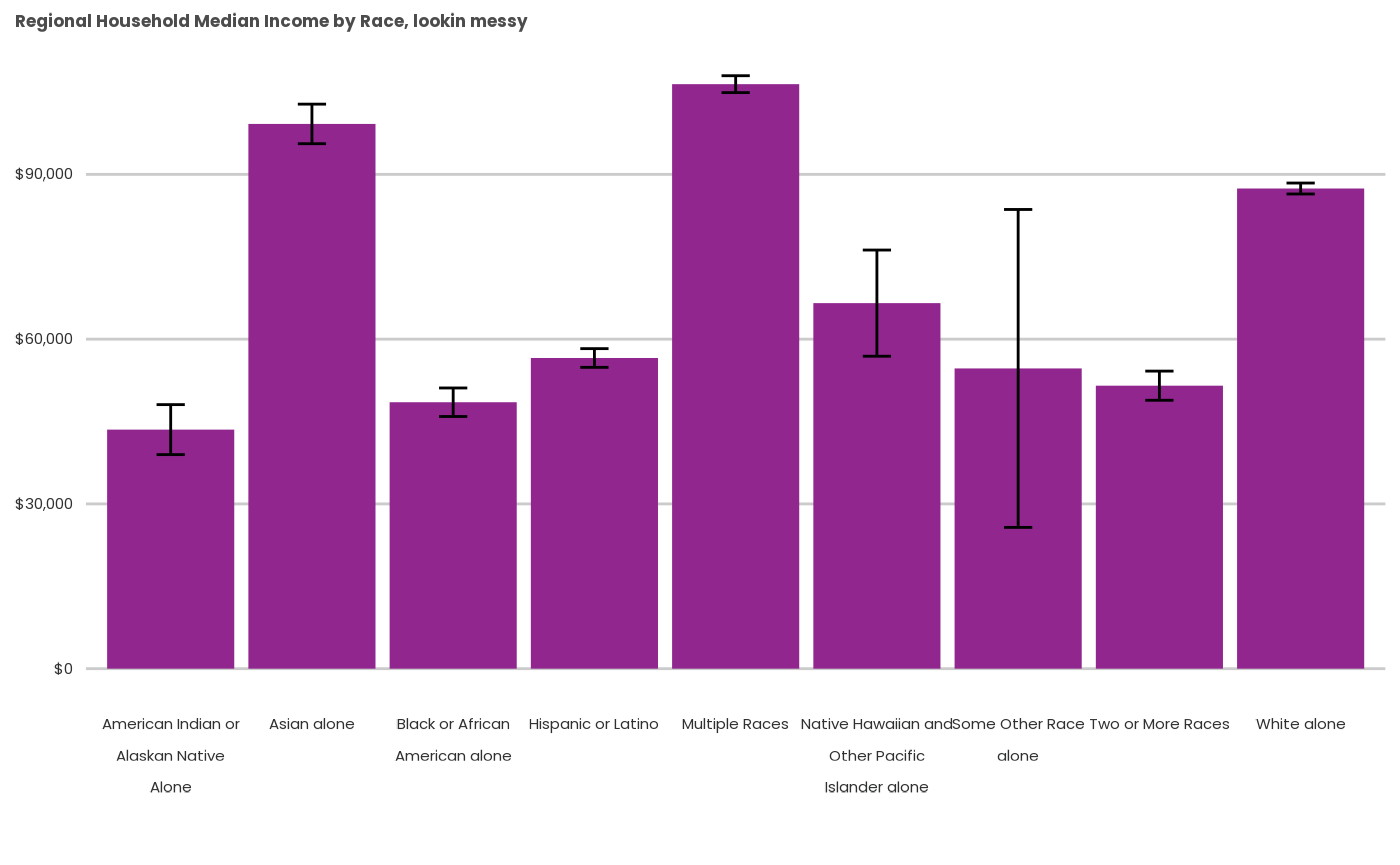 Regional Household Median Income by Race, lookin messy
$90,000
$60,000
$30,000
$0
American Indian or
Alaskan Native
Alone
Asian alone
Black or African
American alone
Hispanic or Latino
Multiple Races
Native Hawaiian and
Other Pacific
Islander alone
Some Other Race
alone
Two or More Races
White alone